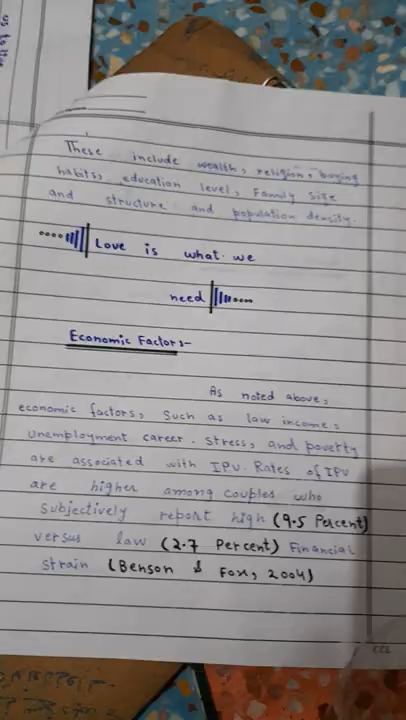 These include wealth, religion, buying
habits, education level, Family size
and structure and population density.
Love is what we
need
Economic Factors-
As noted above,
economic factors, such as law income,
unemployment career. stress, and poverty
are associated with IPV. Rates of IPV
are higher among couples who
subjectively report high (9.5 Percent)
versus law (2.7 Percent) Financial
strain (Benson & Fox, 2004)